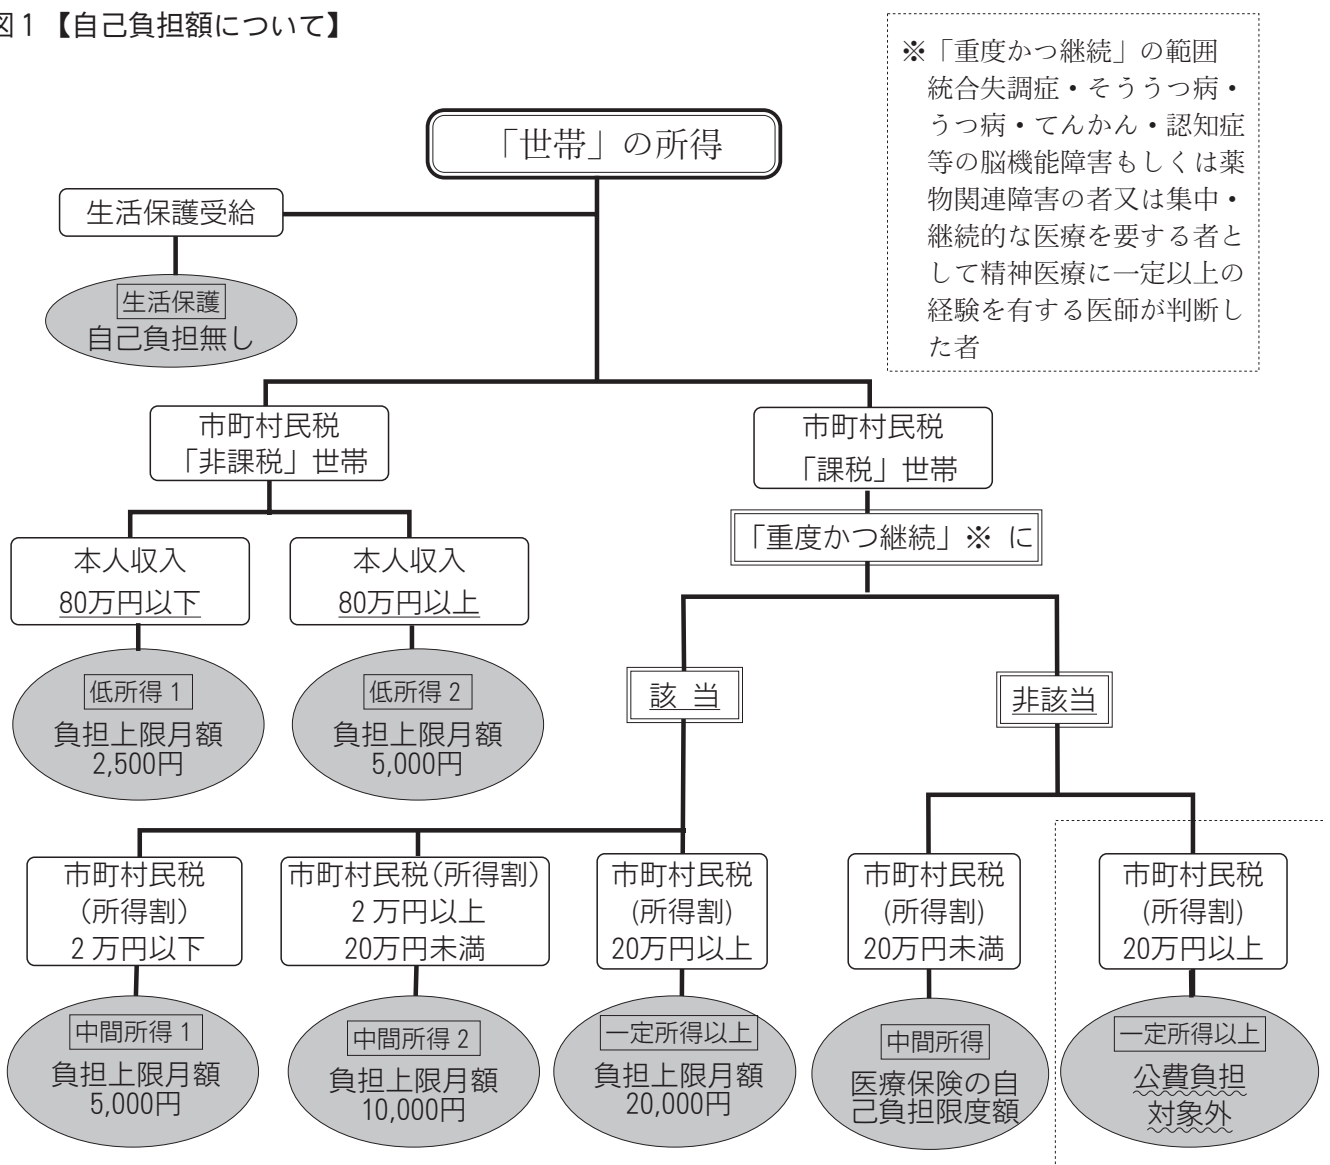 図1【自己負担額について】
※「重度かつ継続」の範囲
統合失調症・そううつ病・
うつ病・てんかん・認知症
等の脳機能障害もしくは薬
物関連障害の者又は集中・
継続的な医療を要する者と
して精神医療に一定以上の
経験を有する医師が判断し
た者
「世帯」の所得
生活保護受給
生活保護
自己負担無し
市町村民税
「非課税」世帯
市町村民税
「課税」世帯
「重度かつ継続」※ に
本人収入
80万円以下
本人収入
80万円以上
低所得1
負担上限月額
2,500円
低所得2
負担上限月額
5,000円
該 当
非該当
市町村民税
(所得割)
2万円以下
市町村民税(所得割)
2万円以上
20万円未満
市町村民税
(所得割)
20万円以上
市町村民税
(所得割)
20万円未満
市町村民税
(所得割)
20万円以上
中間所得1
負担上限月額
5,000円
中間所得2
負担上限月額
10,000円
一定所得以上
負担上限月額
20,000円
中間所得
医療保険の自
己負担限度額
一定所得以上
公費負担
対象外